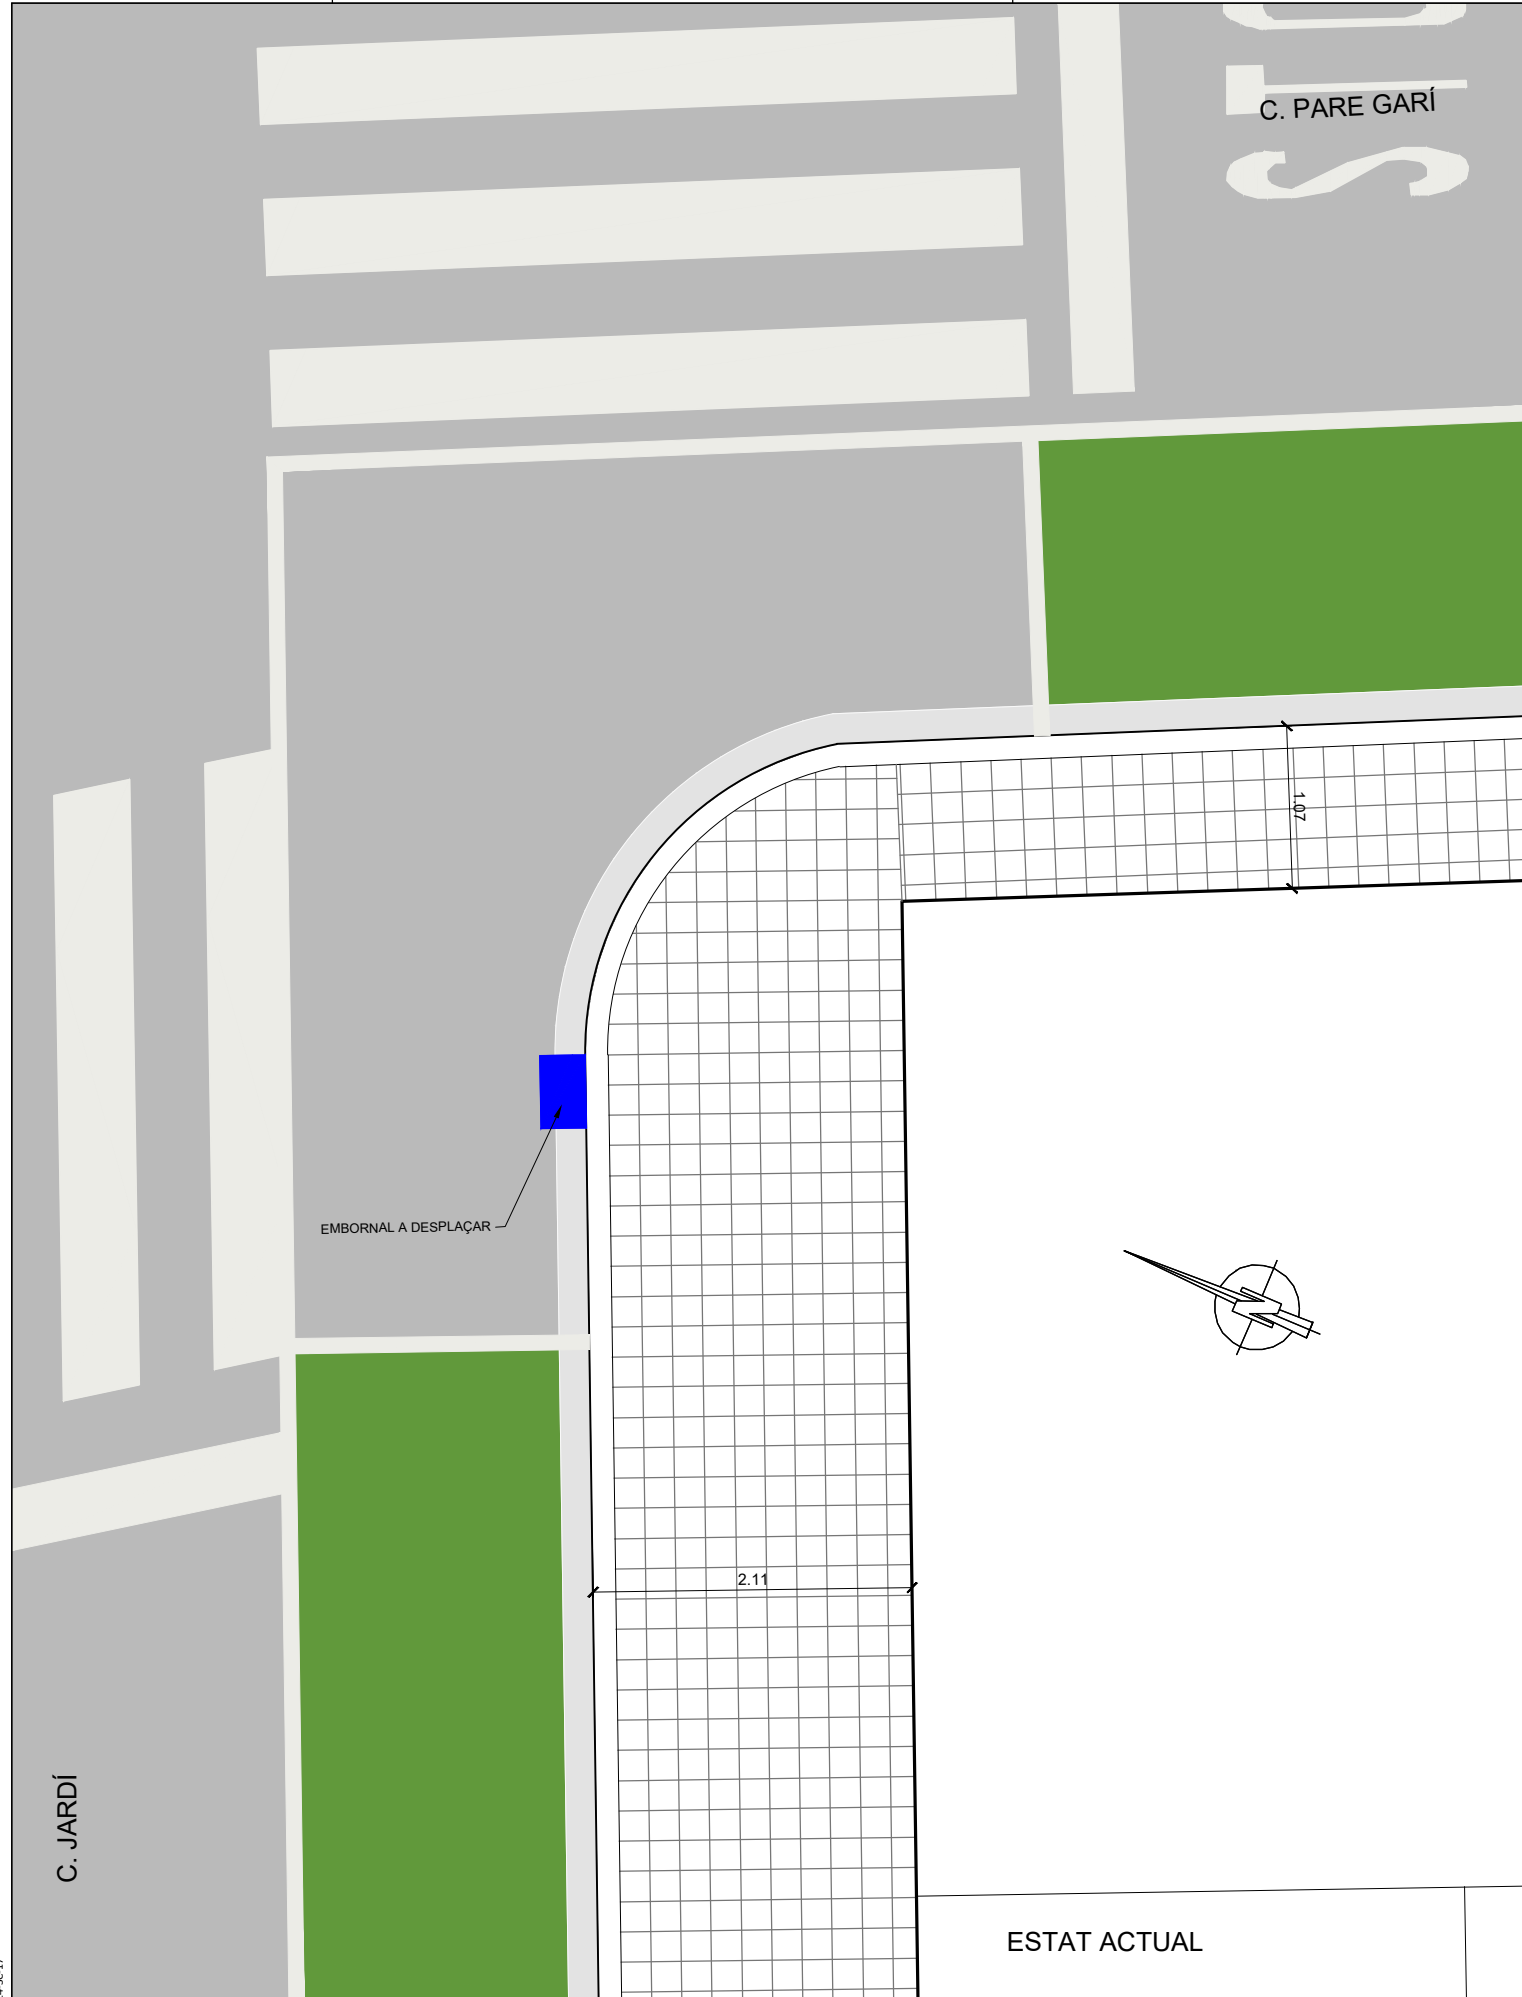 C. PARE GARÍ
1.07
EMBORNAL A DESPLAÇAR
N
2.11
C. JARDÍ
ESTAT ACTUAL